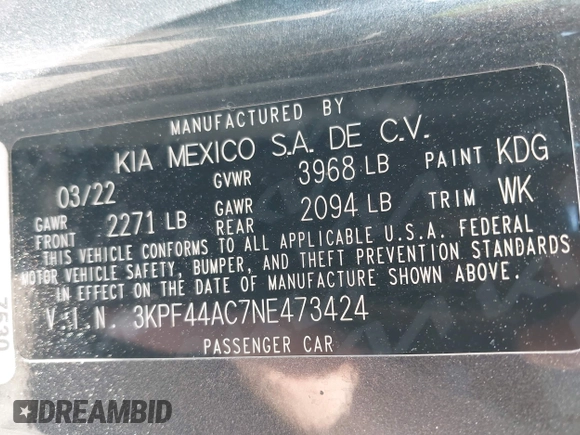 MANUFACTURED BY
KIA MEXICO S.A. DE C.V.
03/22 GVWR 3968 LB PAINT KDG
GAWR FRONT 2271 LB GAWR REAR 2094 LB TRIM WK
THIS VEHICLE CONFORMS TO ALL APPLICABLE U.S.A. FEDERAL
MOTOR VEHICLE SAFETY, BUMPER, AND THEFT PREVENTION STANDARDS
IN EFFECT ON THE DATE OF MANUFACTURE SHOWN ABOVE.
V.I.N. 3KPF44AC7NE473424
PASSENGER CAR
DREAMBID